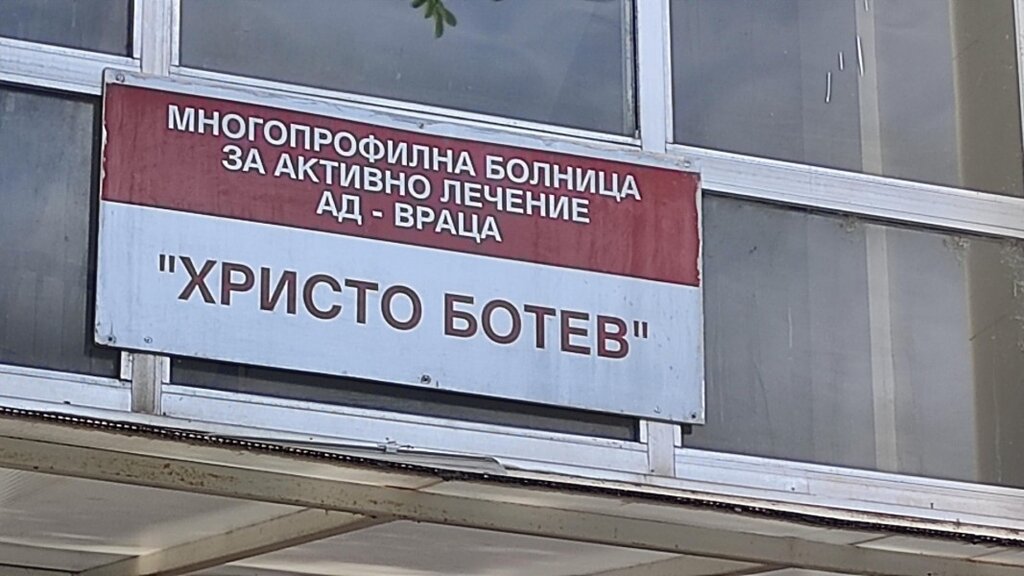 МНОГОПРОФИЛНА БОЛНИЦА
ЗА АКТИВНО ЛЕЧЕНИЕ
АД - ВРАЦА
"ХРИСТО БОТЕВ"